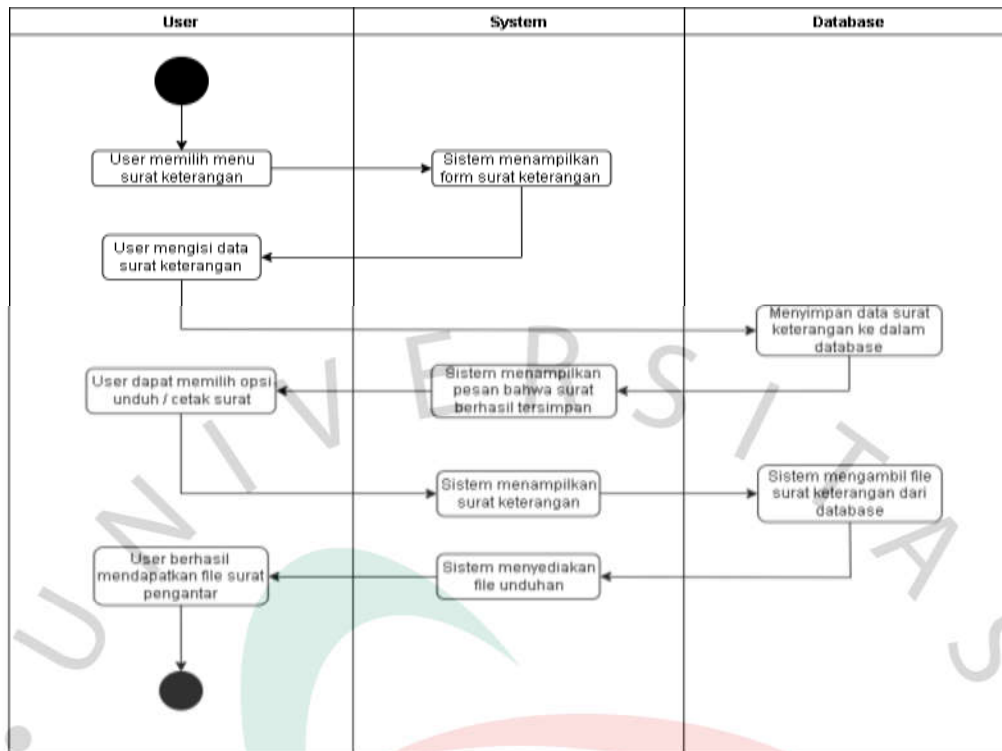 User
System
Database
User memilih menu
surat keterangan
Sistem menampilkan
form surat keterangan
User mengisi data
surat keterangan
Menyimpan data surat
keterangan ke dalam
database
Sistem menampilkan
pesan bahwa surat
berhasil tersimpan
User dapat memilih opsi
unduh / cetak surat
Sistem menampilkan
surat keterangan
Sistem mengambil file
surat keterangan dari
database
Sistem menyediakan
file unduhan
User berhasil
mendapatkan file surat
pengantar
UNIVERSITAS